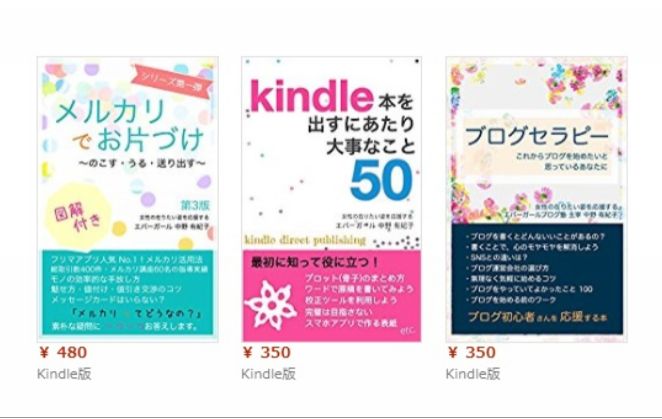 シリーズ第一弾
メルカリ
でお片づけ
〜のこす・うる・送り出す〜
図解
付き
第3版
女性の在りたい姿を応援する
エバーガール 中野 有紀子
フリマアプリ人気 No.1!メルカリ活用法
総取引数400件・メルカリ講座60名の指導実績
モノの効率的な手放し方
魅せ方・値付け・値引き交渉のコツ
メッセージカードはいらない?
「メルカリ てどうなの?」
素朴な疑問に お答えします。
¥ 480
Kindle版
kindle 本を
出すにあたり
大事なこと
50
女性の在りたい姿を応援する
エバーガール 中野 有紀子
kindle direct publishing
最初に知って役に立つ!
プロット(骨子)のまとめ方
ワードで原稿を書いてみよう
校正ツールを利用しよう
完璧は目指さない
スマホアプリで作る表紙
etc.
¥ 350
Kindle版
ブログセラピー
これからブログを始めたいと
思っているあなたに
女性の在りたい姿を応援する
エバーガールブログ塾 主宰 中野 有紀子
・ブログを書くとどんないいことがあるの?
・書くことで、心のモヤモヤを解消しよう
・SNSとの違いは?
・ブログ運営会社の選び方
・無理なく気軽に始めるコツ
・ブログをやっていてよかったこと 100
・ブログを始める前のワーク
ブログ初心者さんを応援する本
¥ 350
Kindle版